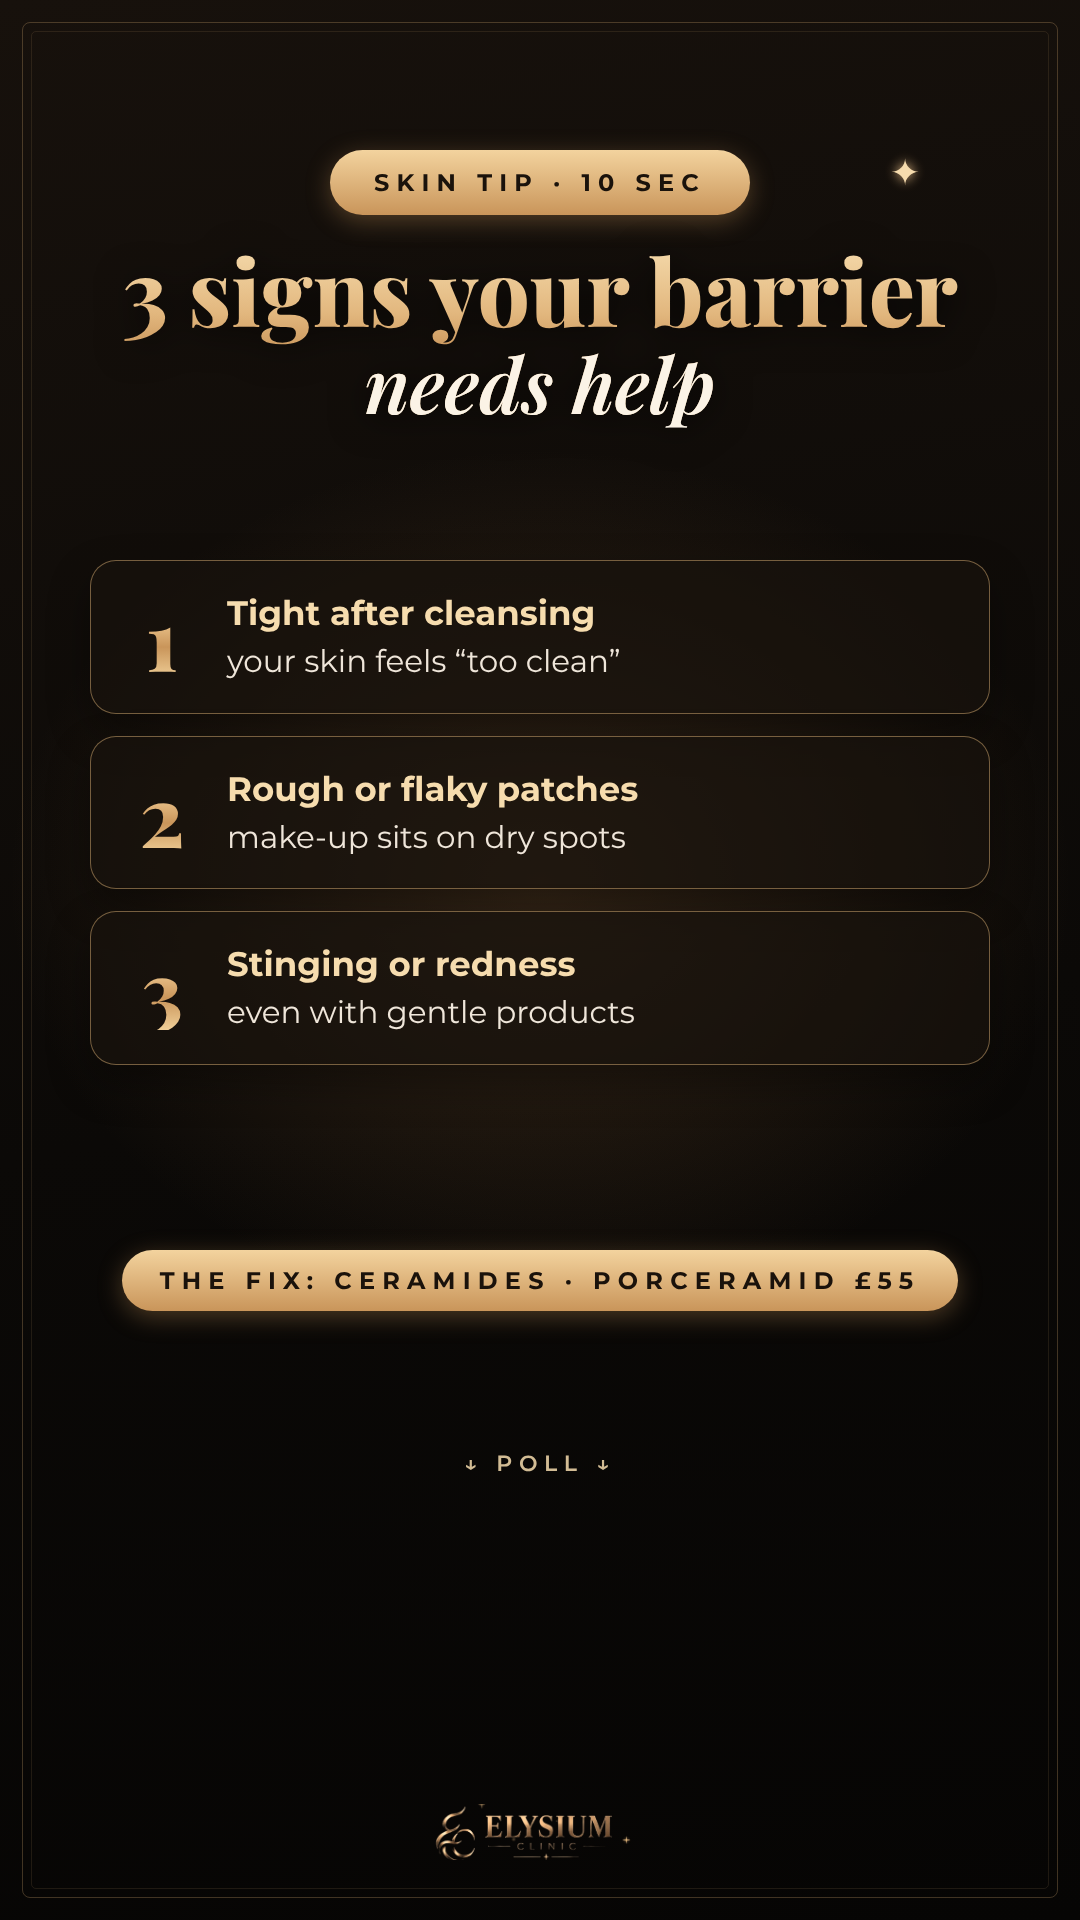 SKIN TIP · 10 SEC
3 signs your barrier
needs help
1
Tight after cleansing
your skin feels “too clean”
2
Rough or flaky patches
make-up sits on dry spots
3
Stinging or redness
even with gentle products
THE FIX: CERAMIDES · PORCERAMID £55
↓ POLL ↓
ELYSIUM
CLINIC